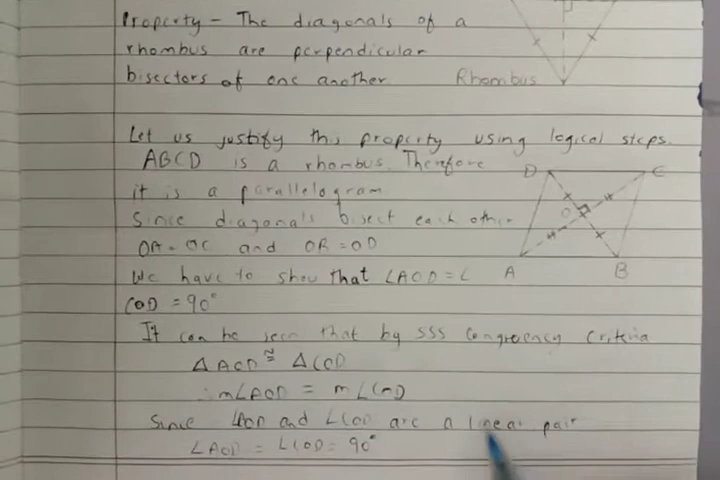 Property - The diagonals of a
rhombus are perpendicular
bisectors of one another.
Rhombus
Let us justify this property using logical steps.
ABCD is a rhombus. Therefore
it is a parallelogram
Since diagonals bisect each other
OA = OC and OB = OD
We have to show that ∠AOD = ∠
COD = 90°
D C
O
A B
It can be seen that by SSS congruency criteria
△AOD ≅ △COD
∴ m∠AOD = m∠COD
Since ∠AOD and ∠COD are a linear pair
∠AOD = ∠COD = 90°